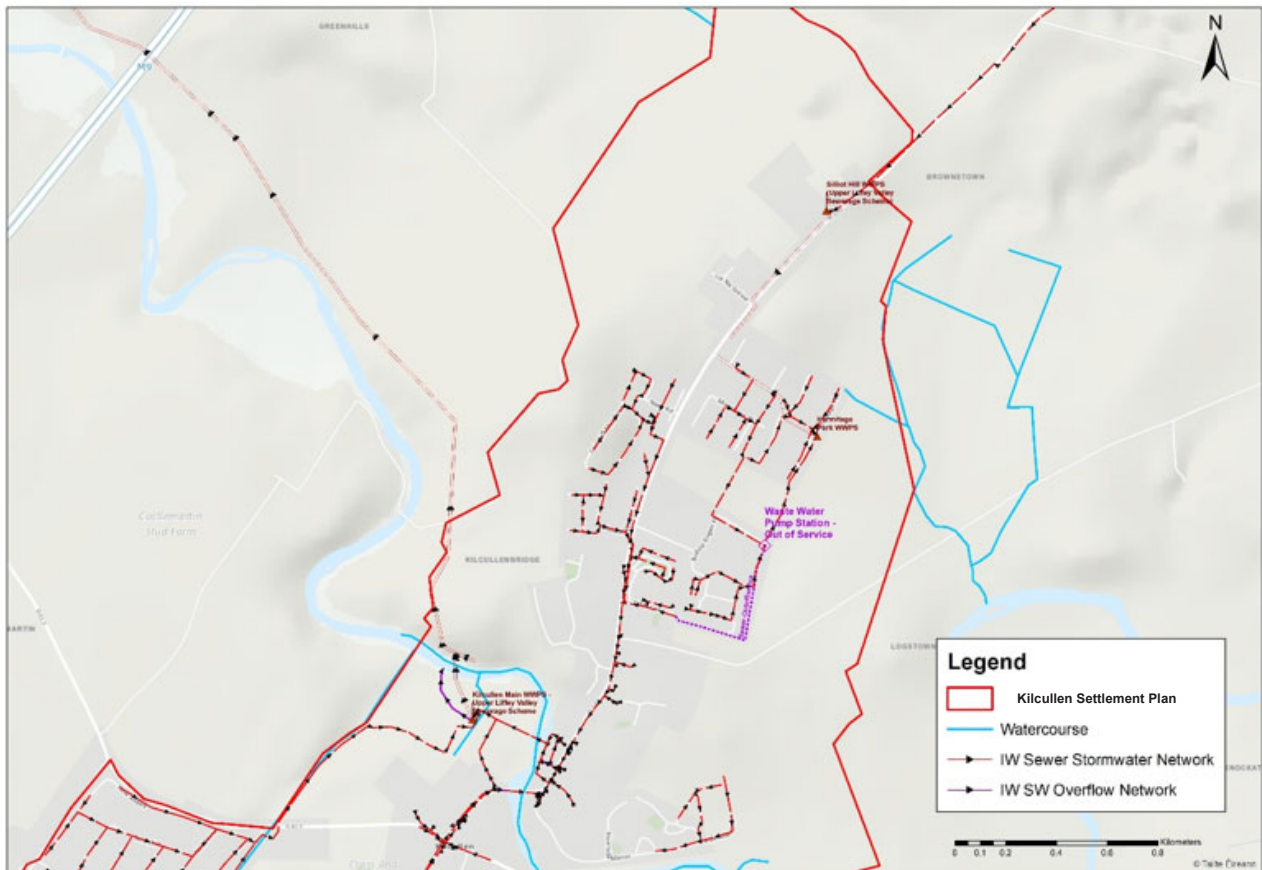 GREENHILLS
N
M9
BROWNSTOWN
Silliot Hill WWPS
(Upper Liffey Valley
Sewerage Scheme)
Hermitage
Park WWPS
Castlemartin
Stud Farm
Waste Water
Pump Station -
Out of Service
KILCULLENBRIDGE
MARTIN
LOGSTOWN
Kilcullen Main WWPS -
Upper Liffey Valley
Sewerage Scheme
Legend
Kilcullen Settlement Plan
Watercourse
IW Sewer Stormwater Network
IW SW Overflow Network
KNOCKAT
Kilometers
0 0.1 0.2 0.4 0.6 0.8
© Tailte Éireann